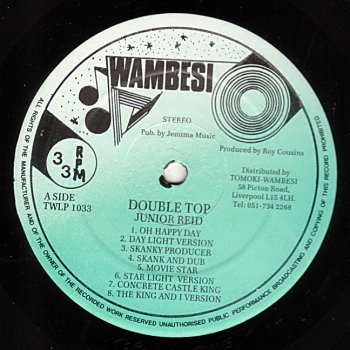 WAMBESI
STEREO
Pub. by Jemima Music
Produced by Roy Cousins
33 RPM
Distributed by
TOMOKI-WAMBESI
58 Picton Road,
Liverpool L15 4LH.
Tel: 051-734 2268
A SIDE
TWLP 1033
DOUBLE TOP
JUNIOR REID
1. OH HAPPY DAY
2. DAY LIGHT VERSION
3. SKANKY PRODUCER
4. SKANK AND DUB
5. MOVIE STAR
6. STAR LIGHT VERSION
7. CONCRETE CASTLE KING
8. THE KING AND I VERSION
ALL RIGHTS OF THE MANUFACTURER AND OF THE OWNER OF THE RECORDED WORK RESERVED UNAUTHORISED PUBLIC PERFORMANCE BROADCASTING AND COPYING OF THIS RECORD PROHIBITED